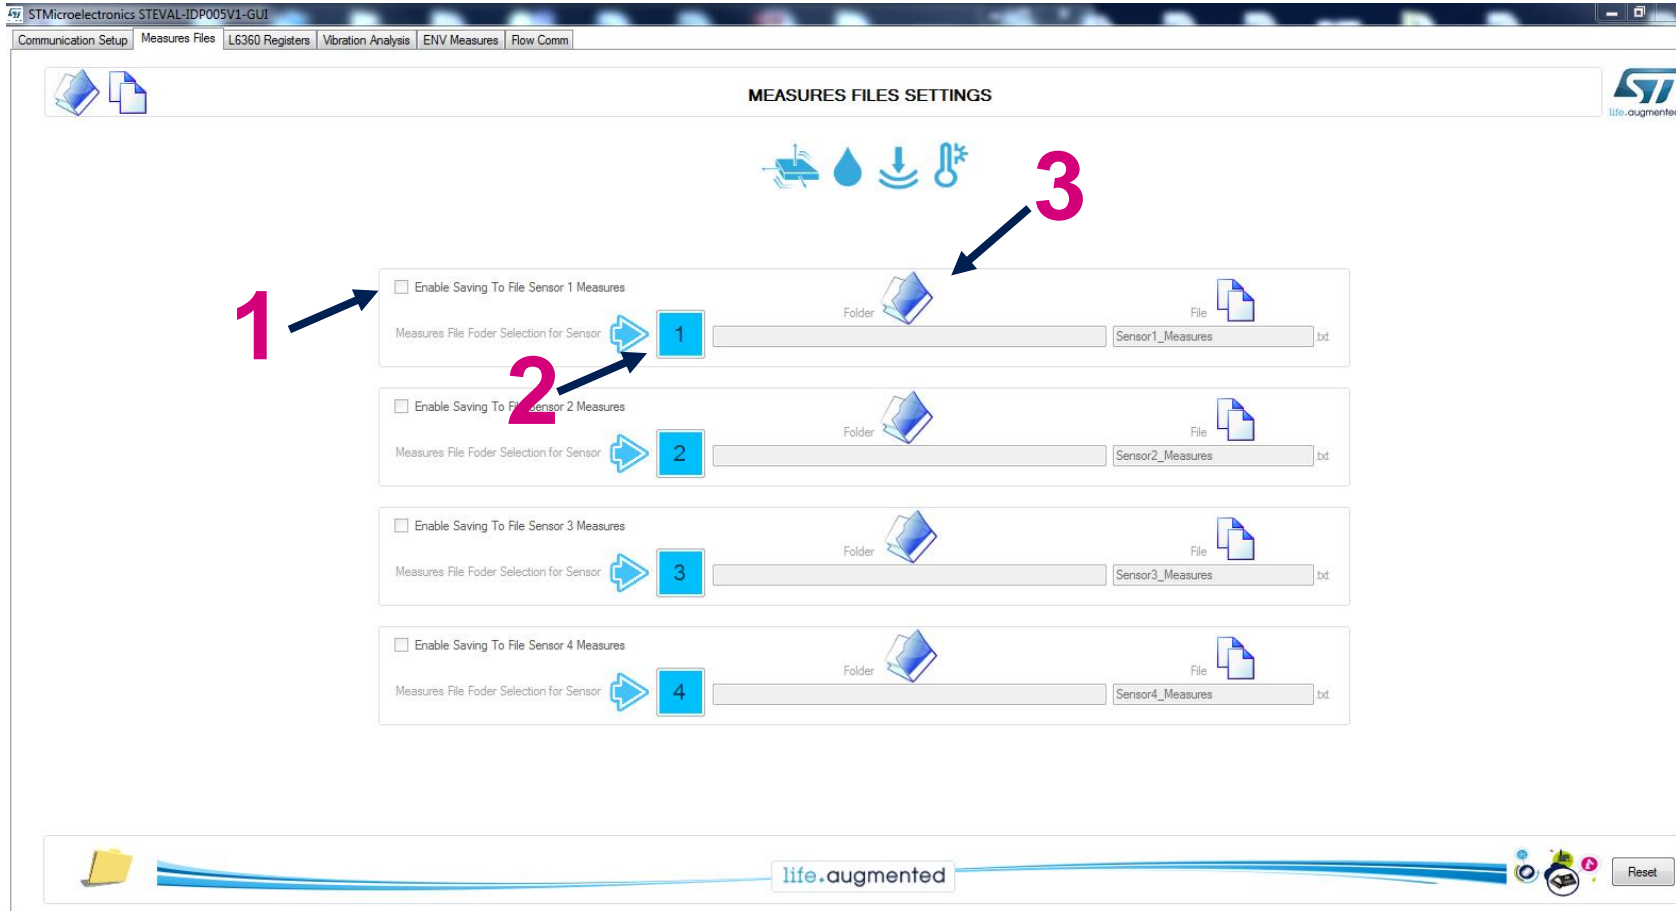 STMicroelectronics STEVAL-IDP005V1-GUI
Communication Setup Measures Files L6360 Registers Vibration Analysis ENV Measures Flow Comm
MEASURES FILES SETTINGS
ST
life.augmented
3
1
Enable Saving To File Sensor 1 Measures
Folder
File
Measures File Foder Selection for Sensor 1 Sensor1_Measures .txt
2
Enable Saving To File Sensor 2 Measures
Folder
File
Measures File Foder Selection for Sensor 2 Sensor2_Measures .txt
Enable Saving To File Sensor 3 Measures
Folder
File
Measures File Foder Selection for Sensor 3 Sensor3_Measures .txt
Enable Saving To File Sensor 4 Measures
Folder
File
Measures File Foder Selection for Sensor 4 Sensor4_Measures .txt
life.augmented
Reset